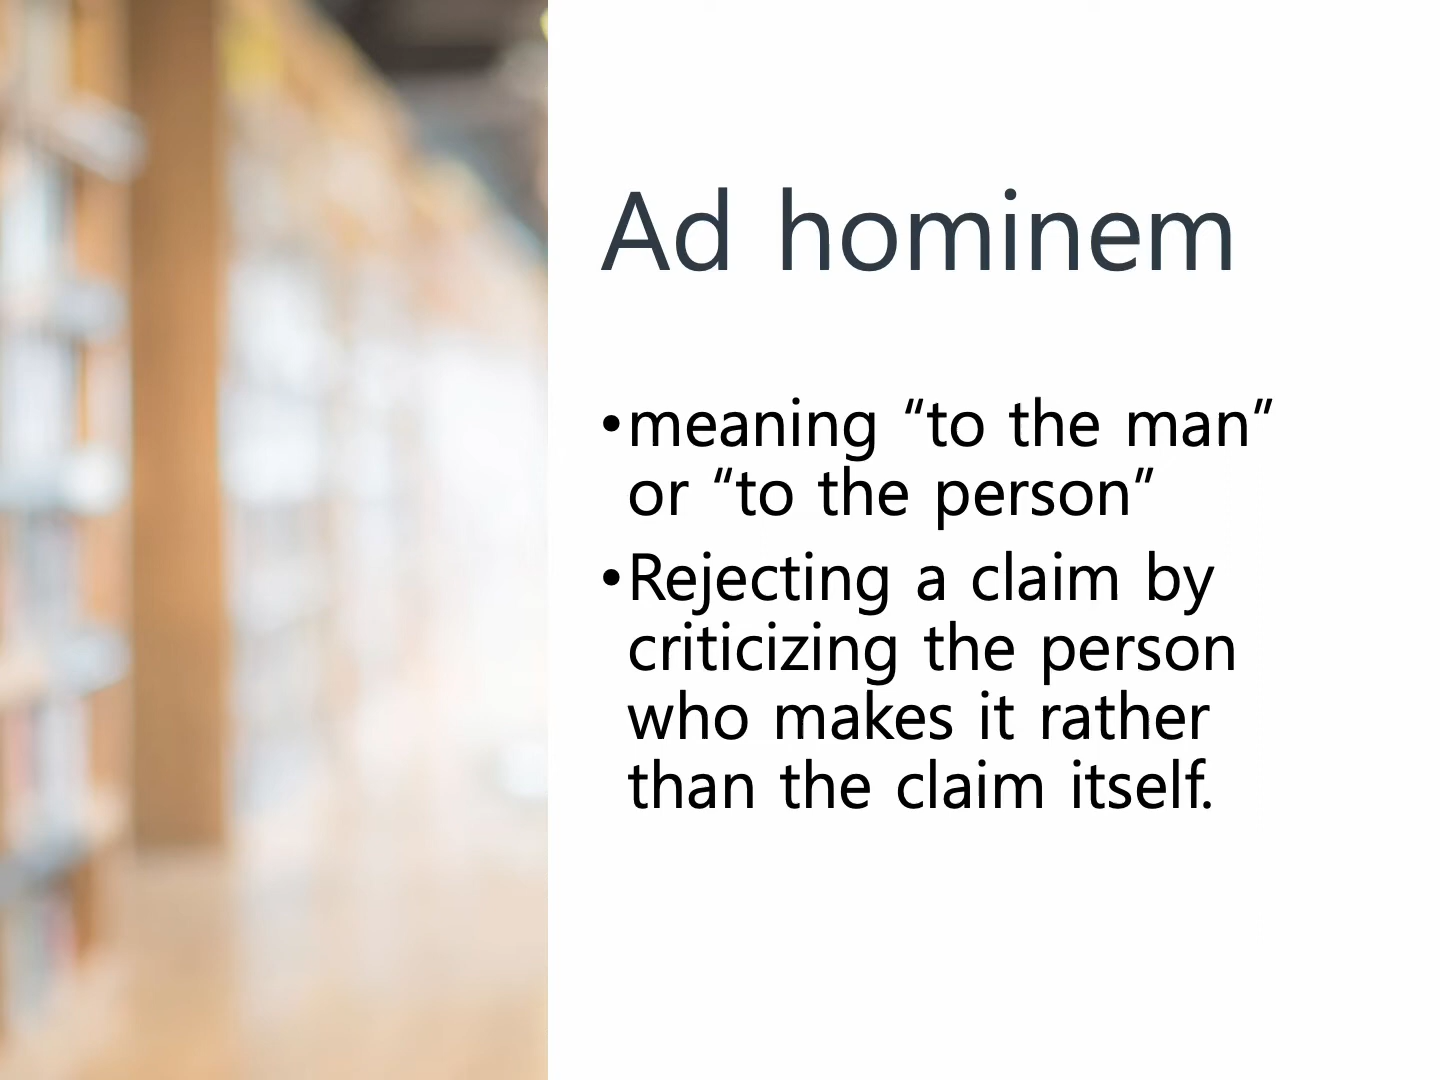 Ad hominem
•meaning “to the man”
or “to the person”
•Rejecting a claim by
criticizing the person
who makes it rather
than the claim itself.